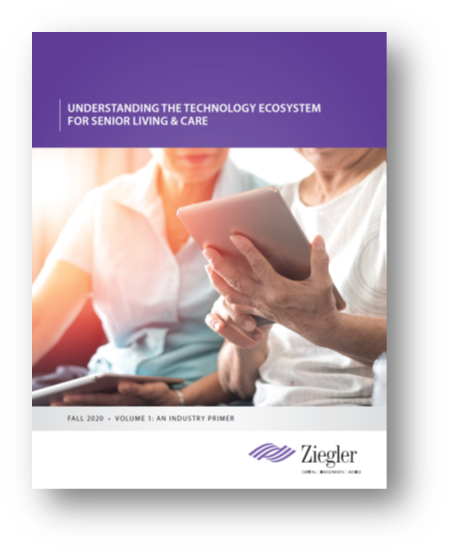 UNDERSTANDING THE TECHNOLOGY ECOSYSTEM
FOR SENIOR LIVING & CARE
FALL 2020 • VOLUME 1: AN INDUSTRY PRIMER
Ziegler